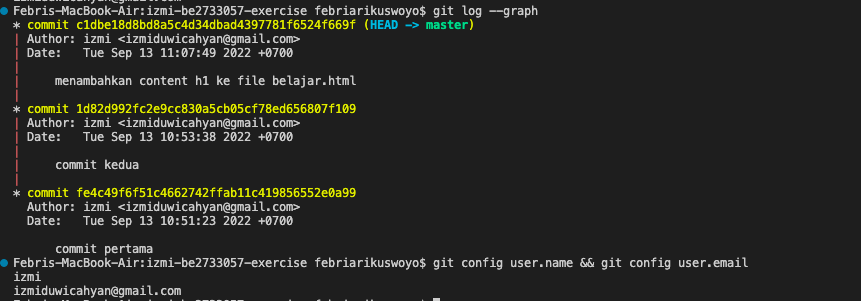 Febris-MacBook-Air:izmi-be2733057-exercise febriarikuswoyo$ git log --graph
* commit c1dbe18d8bd8a5c4d34dbad4397781f6524f669f (HEAD -> master)
| Author: izmi <izmiduwicahyan@gmail.com>
| Date:   Tue Sep 13 11:07:49 2022 +0700
|
|     menambahkan content h1 ke file belajar.html
|
* commit 1d82d992fc2e9cc830a5cb05cf78ed656807f109
| Author: izmi <izmiduwicahyan@gmail.com>
| Date:   Tue Sep 13 10:53:38 2022 +0700
|
|     commit kedua
|
* commit fe4c49f6f51c4662742ffab11c419856552e0a99
  Author: izmi <izmiduwicahyan@gmail.com>
  Date:   Tue Sep 13 10:51:23 2022 +0700

      commit pertama
Febris-MacBook-Air:izmi-be2733057-exercise febriarikuswoyo$ git config user.name && git config user.email
izmi
izmiduwicahyan@gmail.com